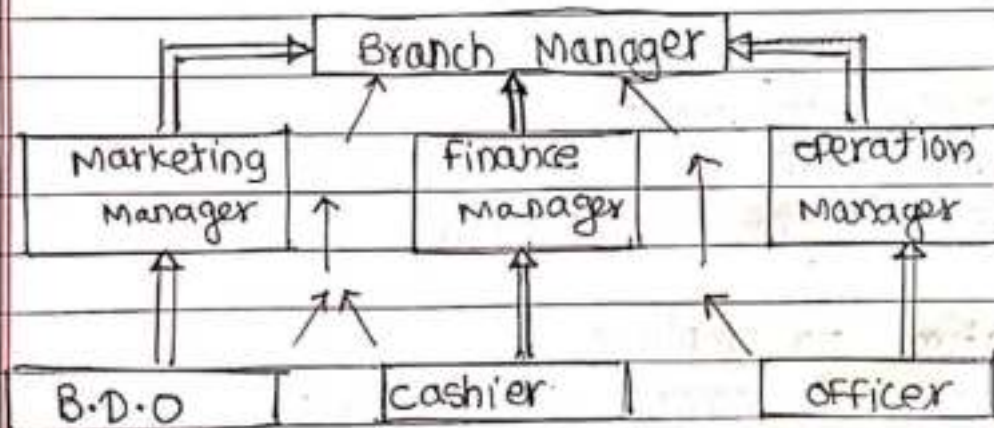 Branch Manager
Marketing Manager
Finance Manager
operation Manager
B.D.O
cashier
officer